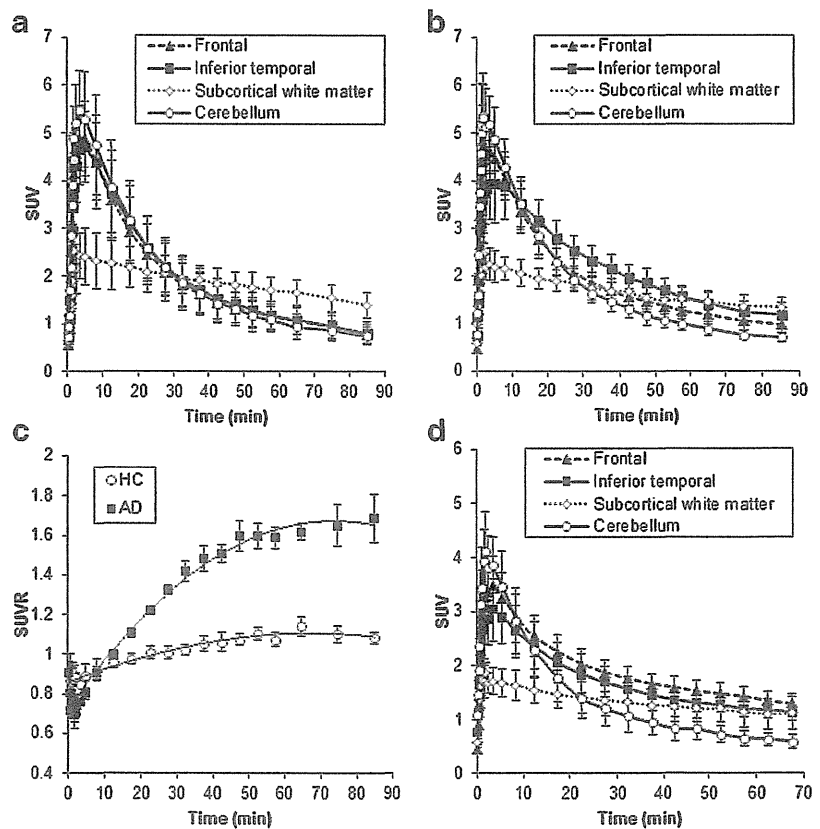 a
7
6
5
4
3
2
1
0
SUV
Frontal
Inferior temporal
Subcortical white matter
Cerebellum
0 10 20 30 40 50 60 70 80 90
Time (min)
b
7
6
5
4
3
2
1
0
SUV
Frontal
Inferior temporal
Subcortical white matter
Cerebellum
0 10 20 30 40 50 60 70 80 90
Time (min)
c
2
1.8
1.6
1.4
1.2
1
0.8
0.6
0.4
SUVR
HC
AD
0 10 20 30 40 50 60 70 80 90
Time (min)
d
6
5
4
3
2
1
0
SUV
Frontal
Inferior temporal
Subcortical white matter
Cerebellum
0 10 20 30 40 50 60 70
Time (min)